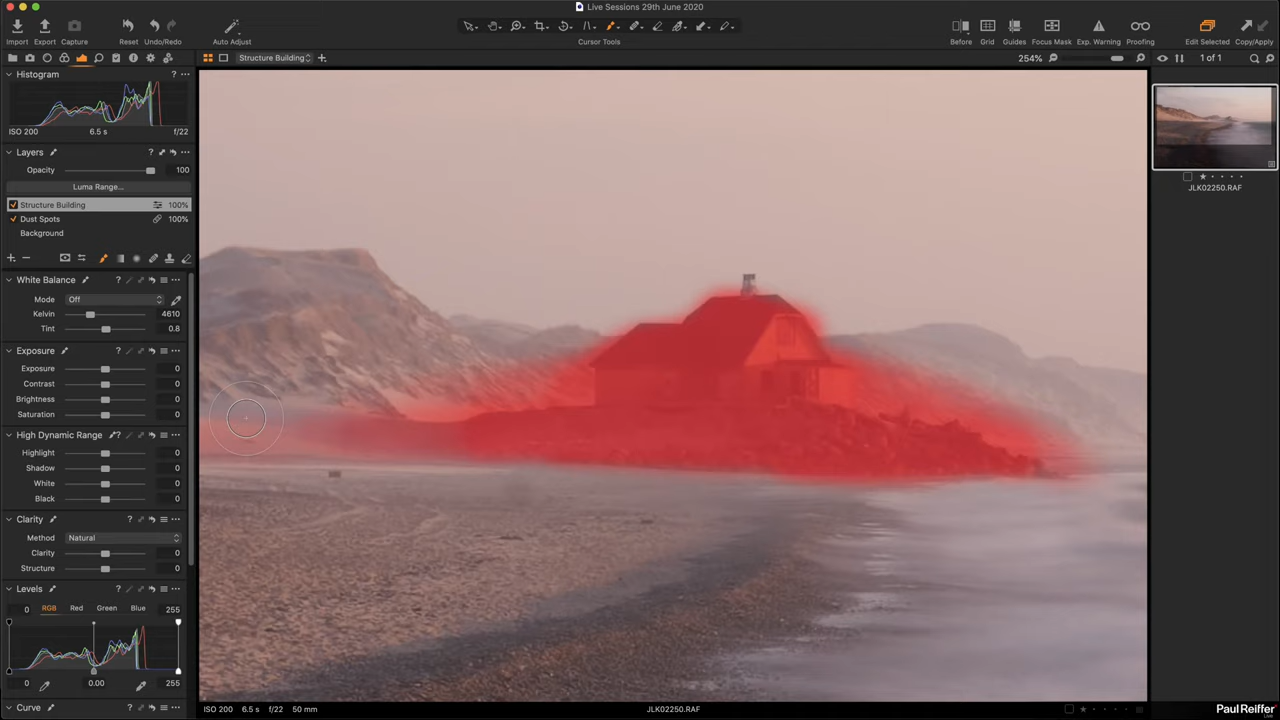 Live Sessions 29th June 2020
Import Export Capture Reset Undo/Redo Auto Adjust Cursor Tools Before Grid Guides Focus Mask Exp. Warning Proofing Edit Selected Copy/Apply
Structure Building 254% 1 of 1
Histogram ?
ISO 200 6.5 s f/22
Layers ?
Opacity 100
Luma Range...
Structure Building 100%
Dust Spots 100%
Background
White Balance ?
Mode Off
Kelvin 4610
Tint 0.8
Exposure ?
Exposure 0
Contrast 0
Brightness 0
Saturation 0
High Dynamic Range ?
Highlight 0
Shadow 0
White 0
Black 0
Clarity ?
Method Natural
Clarity 0
Structure 0
Levels ?
0 RGB Red Green Blue 255
0 0.00 255
Curve ?
ISO 200 6.5 s f/22 50 mm JLK02250.RAF
JLK02250.RAF
PaulReiffer
Live